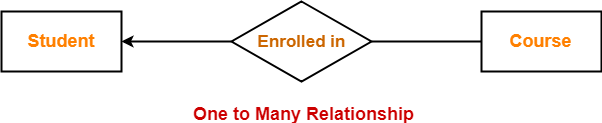 Student
Enrolled in
Course
One to Many Relationship